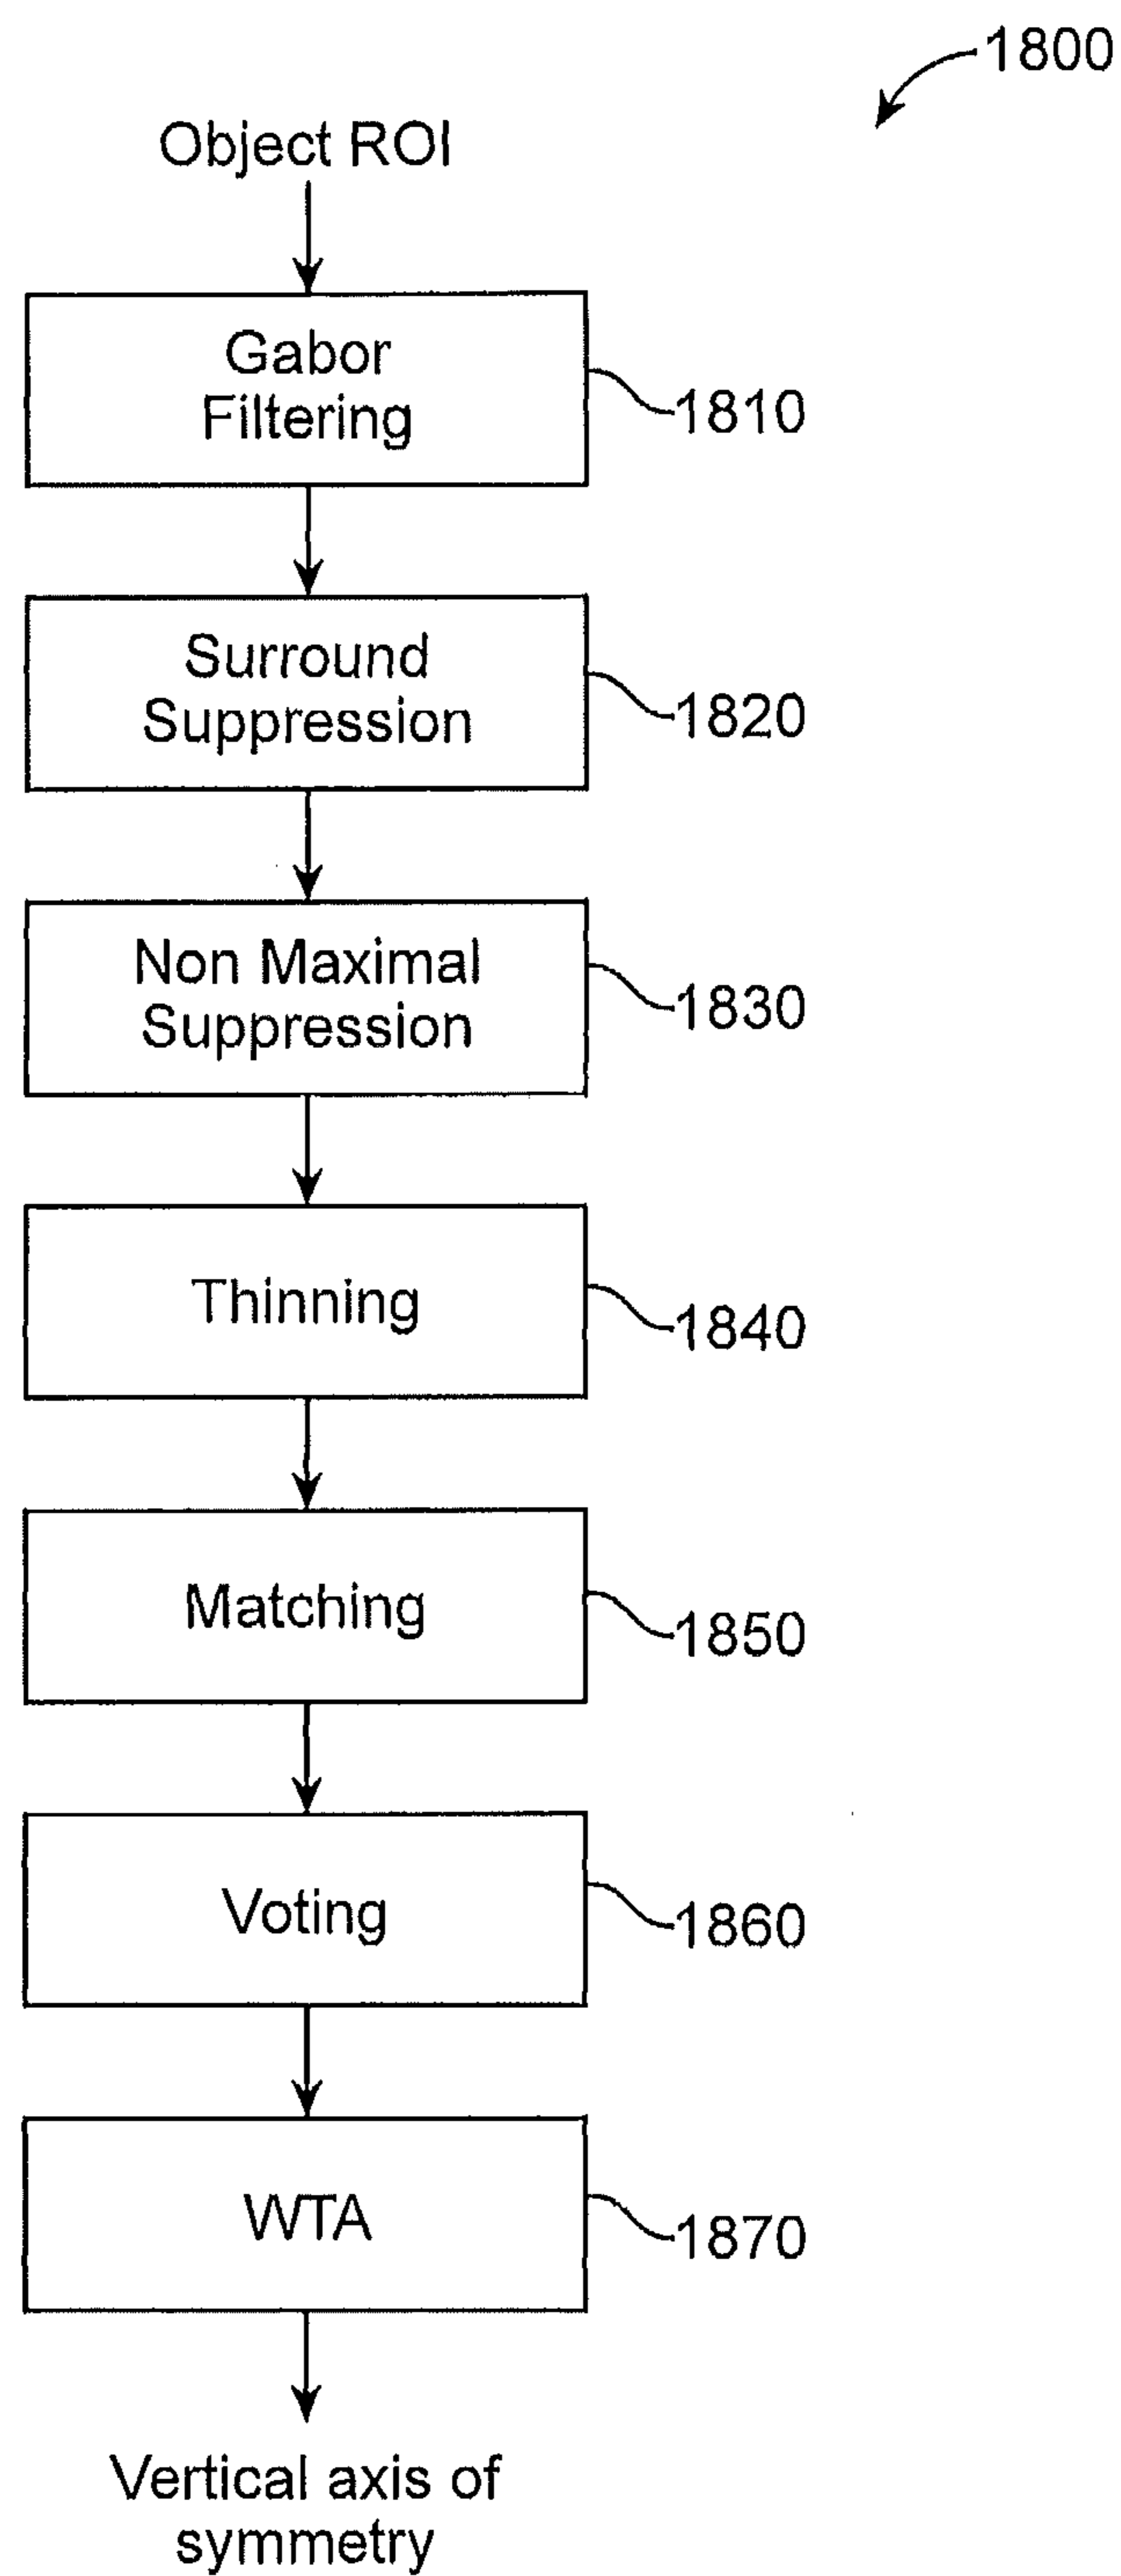 1800
Object ROI
Gabor
Filtering
1810
Surround
Suppression
1820
Non Maximal
Suppression
1830
Thinning
1840
Matching
1850
Voting
1860
WTA
1870
Vertical axis of
symmetry